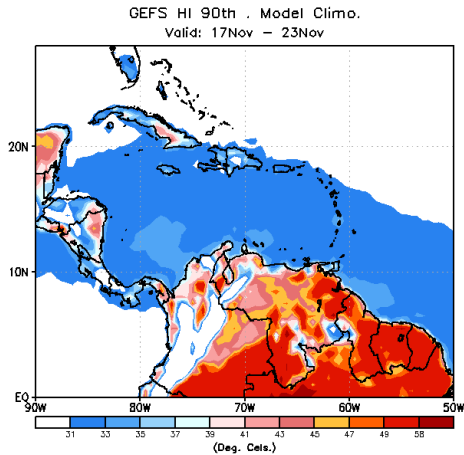 GEFS HI 90th . Model Climo.
Valid: 17Nov – 23Nov
20N
10N
EQ
90W 80W 70W 60W 50W
31 33 35 37 39 41 43 45 47 49 58
(Deg. Cels.)